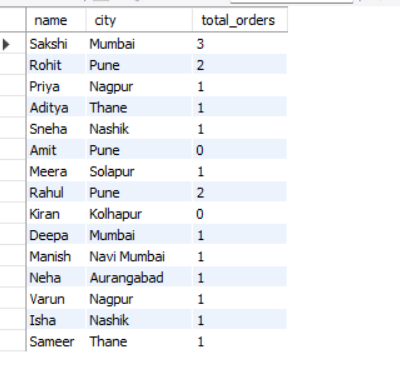 name city total_orders
Sakshi Mumbai 3
Rohit Pune 2
Priya Nagpur 1
Aditya Thane 1
Sneha Nashik 1
Amit Pune 0
Meera Solapur 1
Rahul Pune 2
Kiran Kolhapur 0
Deepa Mumbai 1
Manish Navi Mumbai 1
Neha Aurangabad 1
Varun Nagpur 1
Isha Nashik 1
Sameer Thane 1